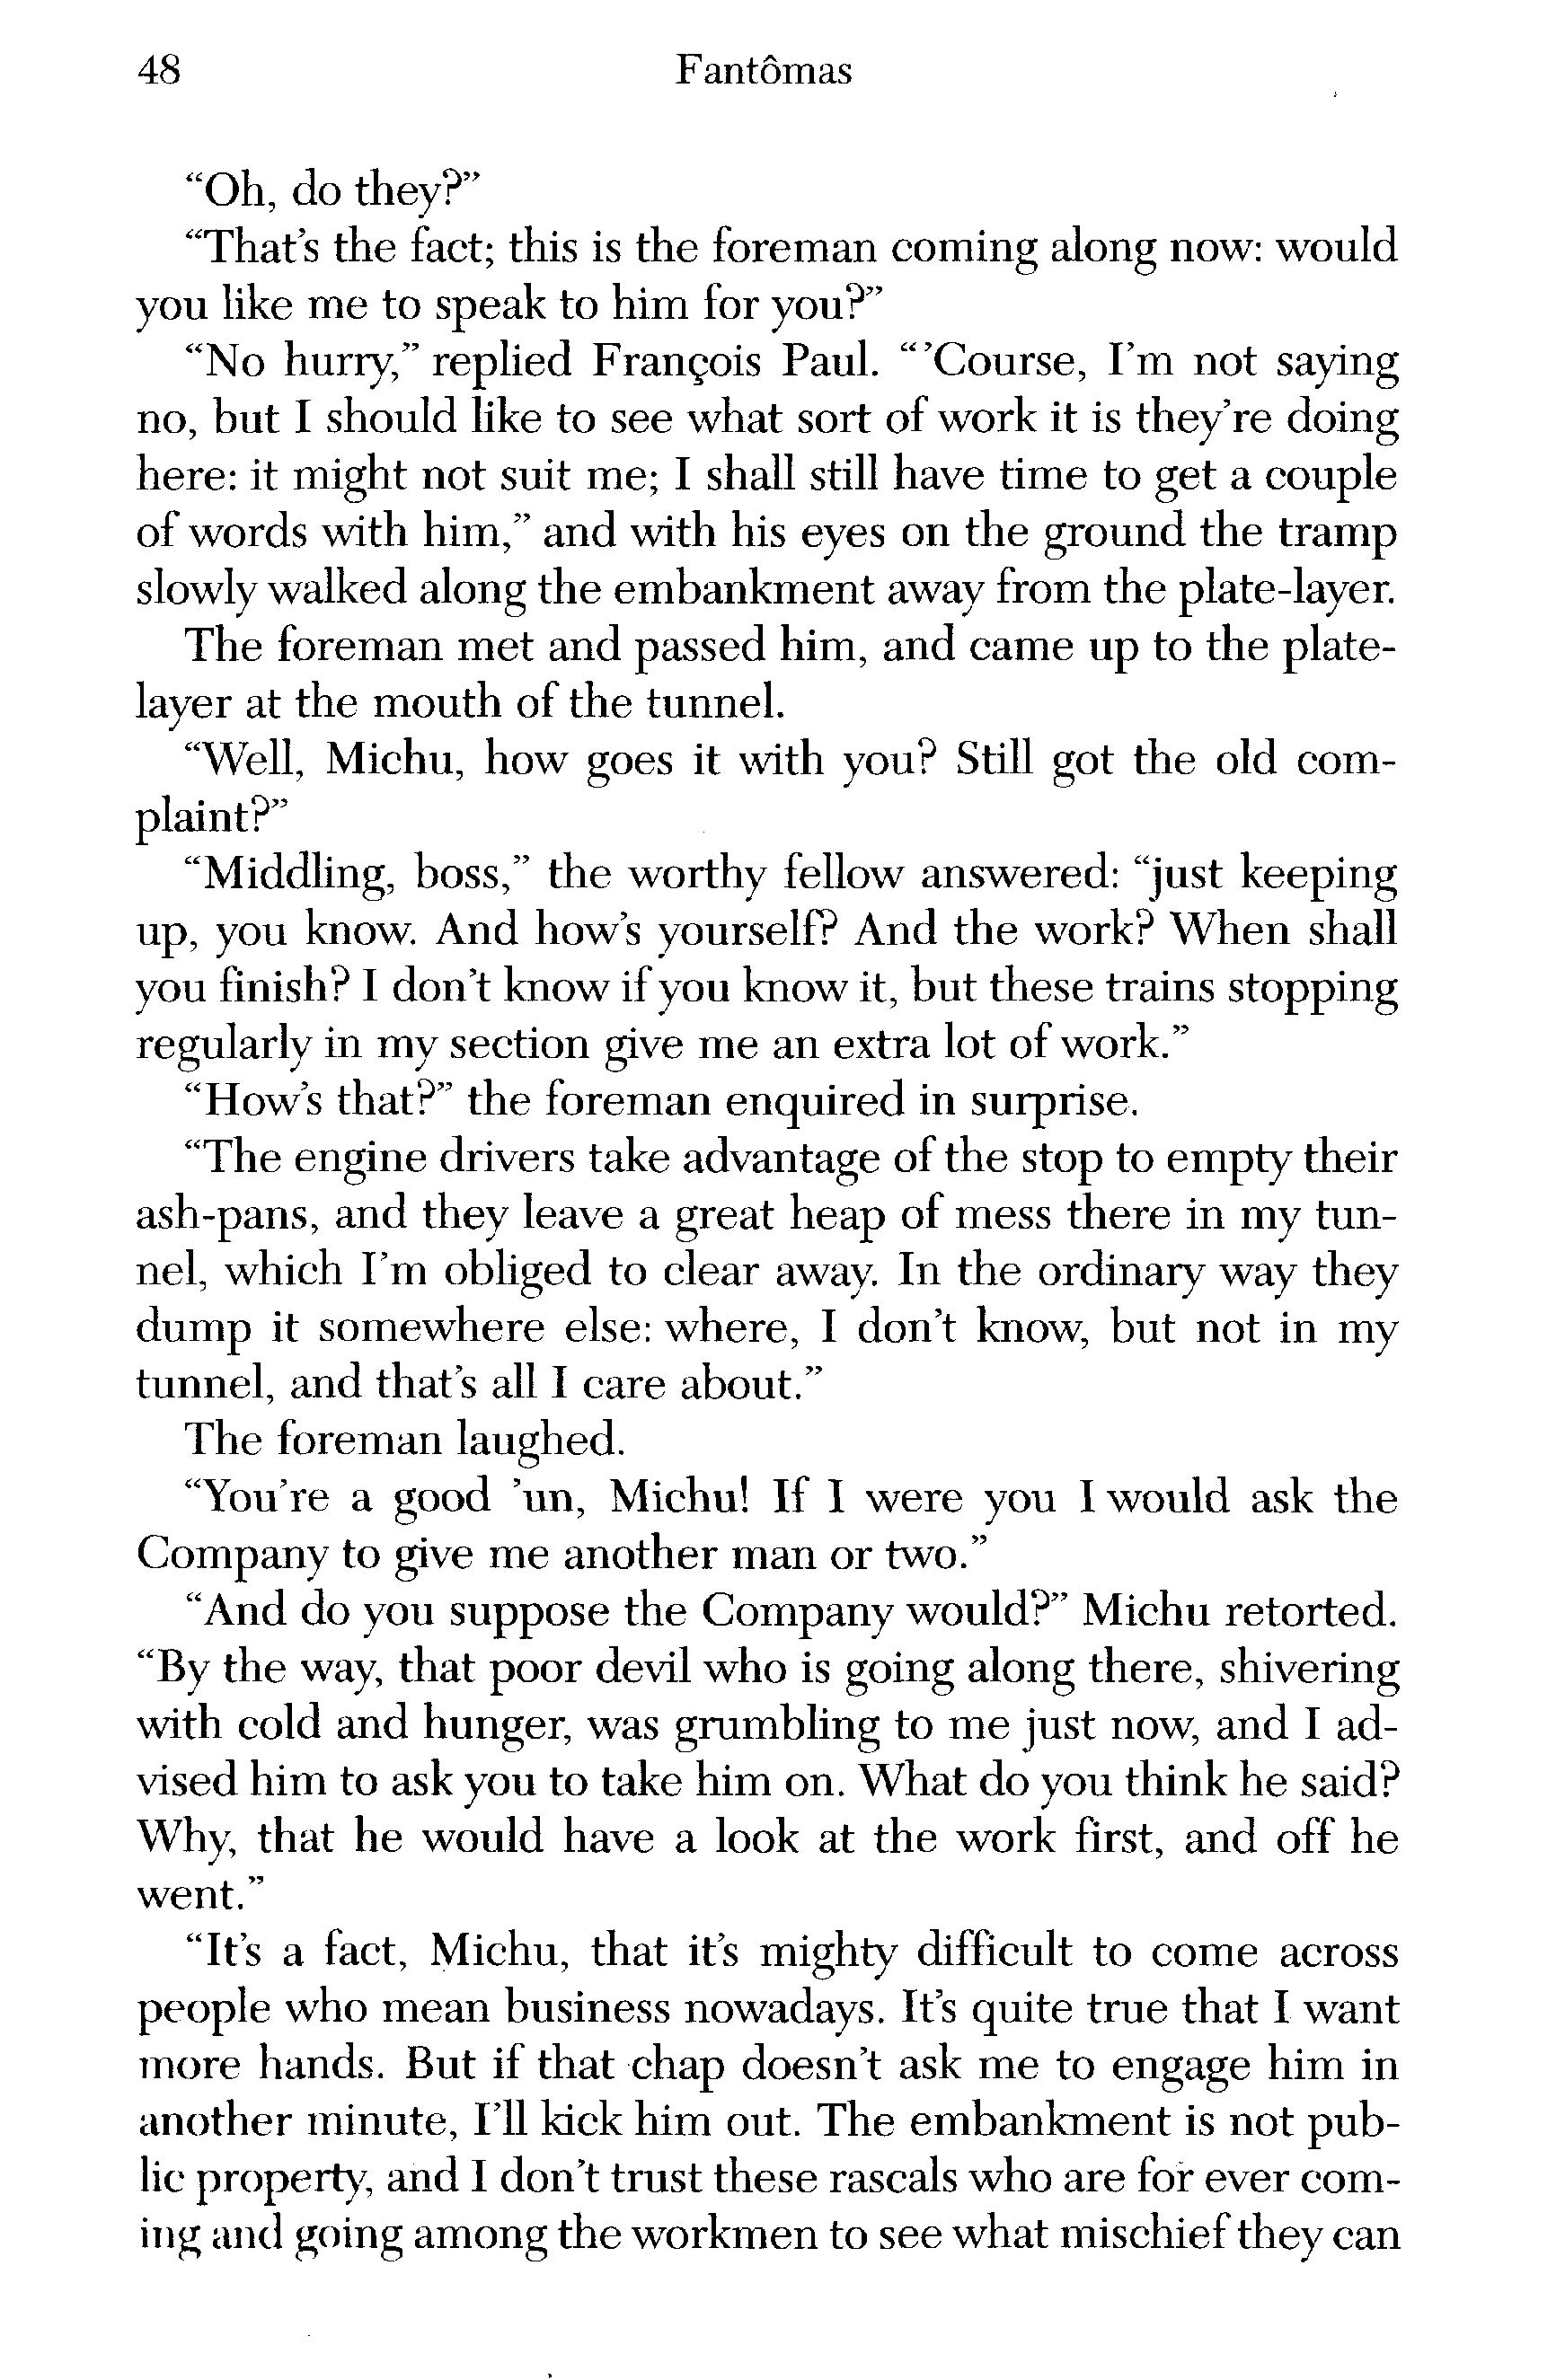 48 Fantômas
“Oh, do they?”
“That’s the fact; this is the foreman coming along now: would
you like me to speak to him for you?”
“No hurry,” replied François Paul. “’Course, I’m not saying
no, but I should like to see what sort of work it is they’re doing
here: it might not suit me; I shall still have time to get a couple
of words with him,” and with his eyes on the ground the tramp
slowly walked along the embankment away from the plate-layer.
The foreman met and passed him, and came up to the plate-
layer at the mouth of the tunnel.
“Well, Michu, how goes it with you? Still got the old com-
plaint?”
“Middling, boss,” the worthy fellow answered: “just keeping
up, you know. And how’s yourself? And the work? When shall
you finish? I don’t know if you know it, but these trains stopping
regularly in my section give me an extra lot of work.”
“How’s that?” the foreman enquired in surprise.
“The engine drivers take advantage of the stop to empty their
ash-pans, and they leave a great heap of mess there in my tun-
nel, which I’m obliged to clear away. In the ordinary way they
dump it somewhere else: where, I don’t know, but not in my
tunnel, and that’s all I care about.”
The foreman laughed.
“You’re a good ’un, Michu! If I were you I would ask the
Company to give me another man or two.”
“And do you suppose the Company would?” Michu retorted.
“By the way, that poor devil who is going along there, shivering
with cold and hunger, was grumbling to me just now, and I ad-
vised him to ask you to take him on. What do you think he said?
Why, that he would have a look at the work first, and off he
went.”
“It’s a fact, Michu, that it’s mighty difficult to come across
people who mean business nowadays. It’s quite true that I want
more hands. But if that chap doesn’t ask me to engage him in
another minute, I’ll kick him out. The embankment is not pub-
lic property, and I don’t trust these rascals who are for ever com-
ing and going among the workmen to see what mischief they can